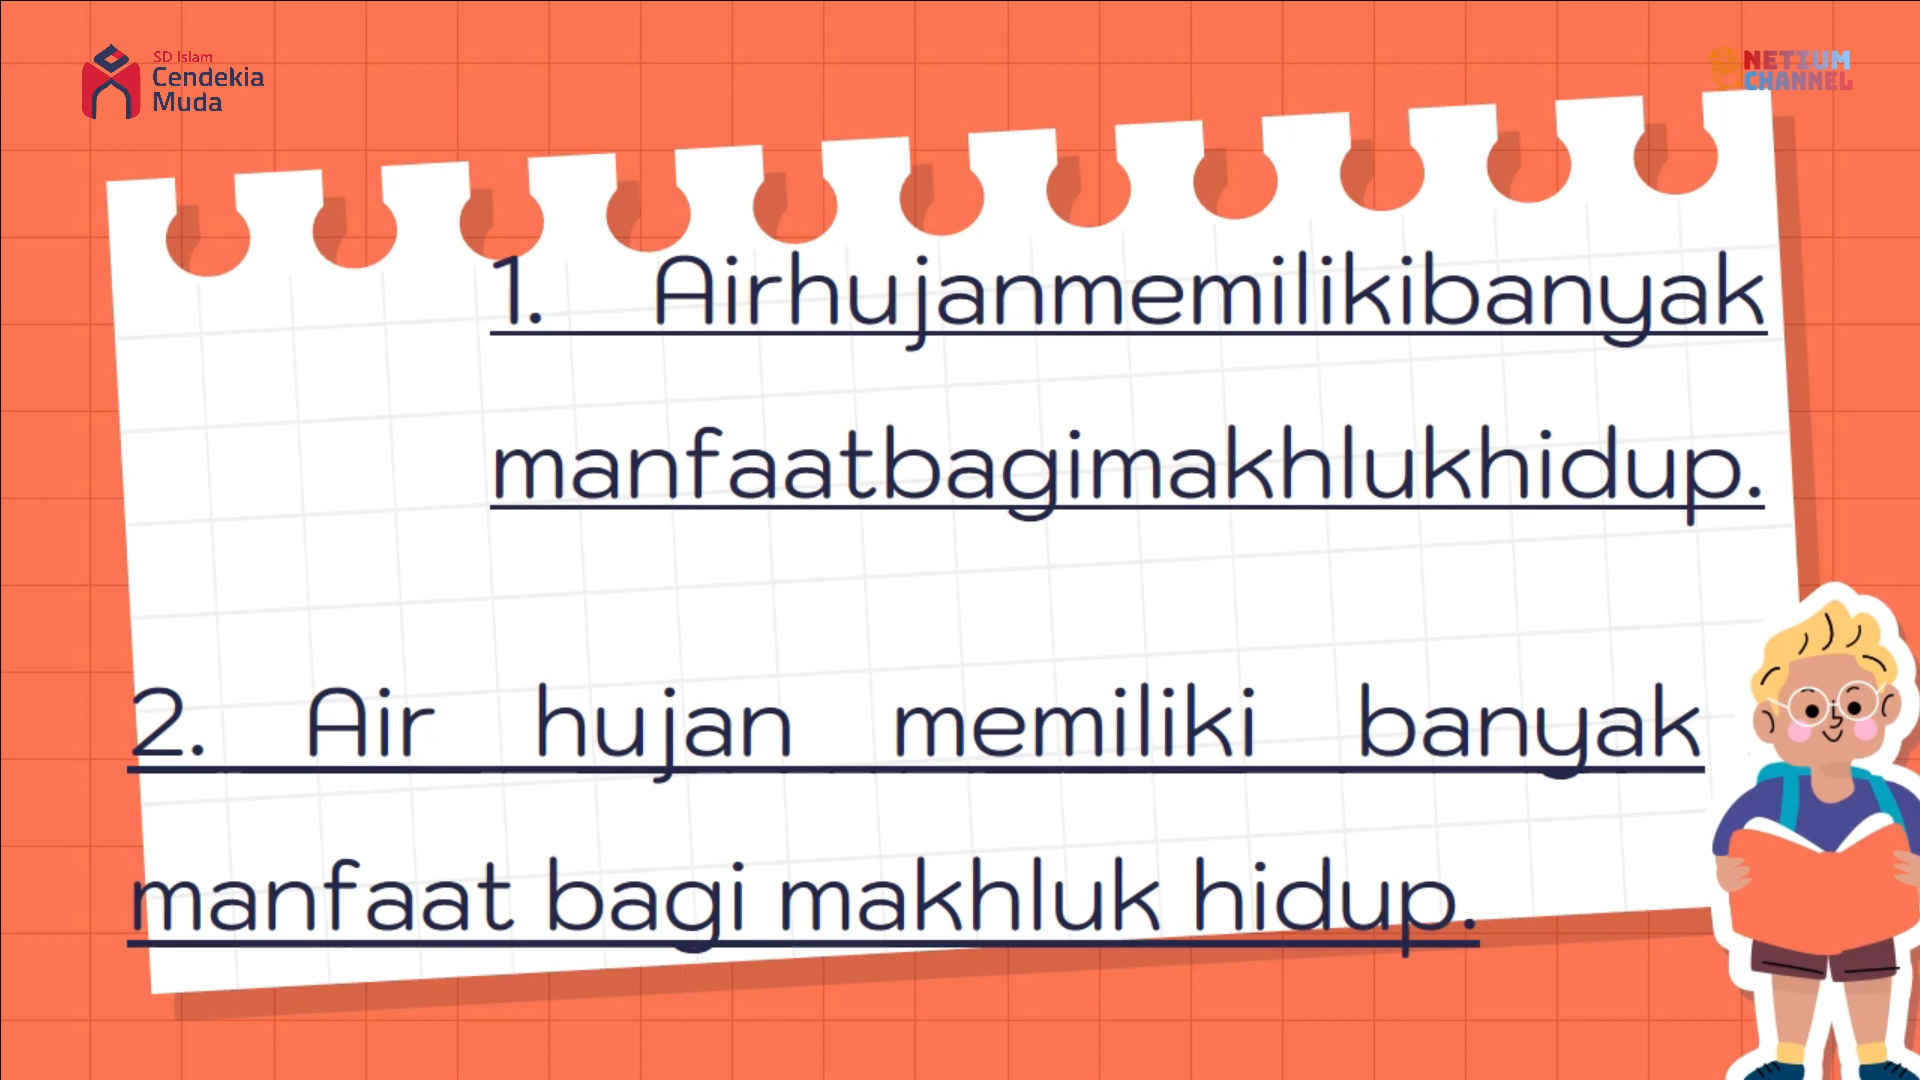 SD Islam
Cendekia
Muda
NETIUM
CHANNEL
1. Airhujanmemilikibanyak
manfaatbagimakhlukhidup.
2. Air hujan memiliki banyak
manfaat bagi makhluk hidup.